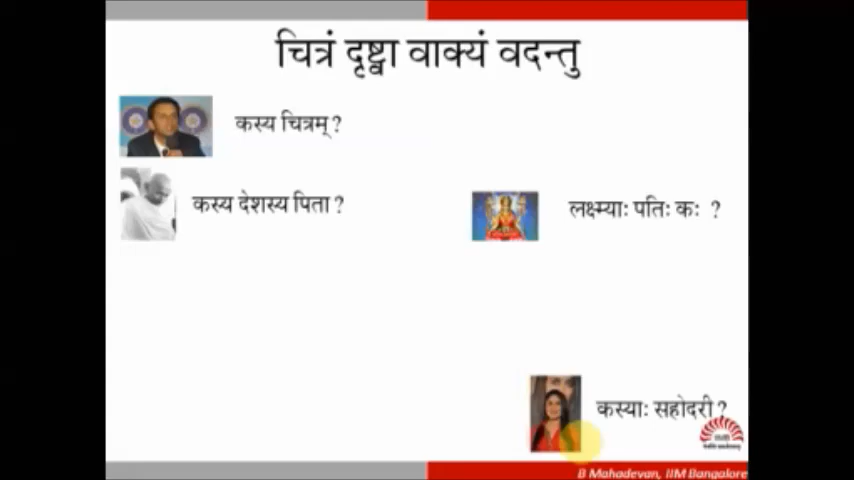 चित्रं दृष्ट्वा वाक्यं वदन्तु
कस्य चित्रम् ?
कस्य देशस्य पिता ?
लक्ष्म्याः पतिः कः ?
कस्याः सहोदरी ?
B Mahadevan, IIM Bangalore